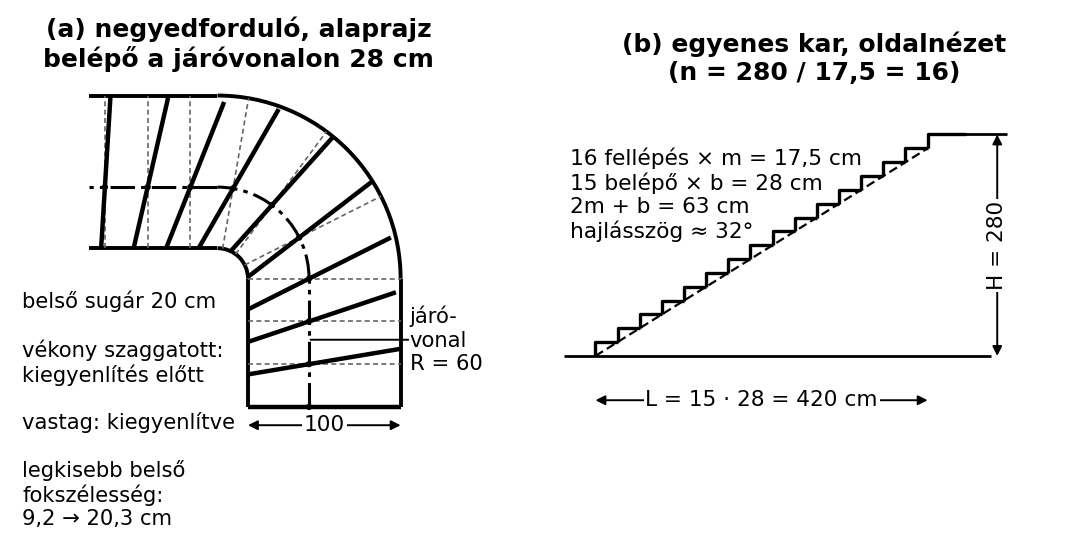 (a) negyedforduló, alaprajz
belépő a járóvonalon 28 cm
belső sugár 20 cm
vékony szaggatott:
kiegyenlítés előtt
vastag: kiegyenlítve
legkisebb belső
fokszélesség:
9,2 → 20,3 cm
járó-
vonal
R = 60
100
(b) egyenes kar, oldalnézet
(n = 280 / 17,5 = 16)
16 fellépés × m = 17,5 cm
15 belépő × b = 28 cm
2m + b = 63 cm
hajlásszög ≈ 32°
H = 280
L = 15 · 28 = 420 cm